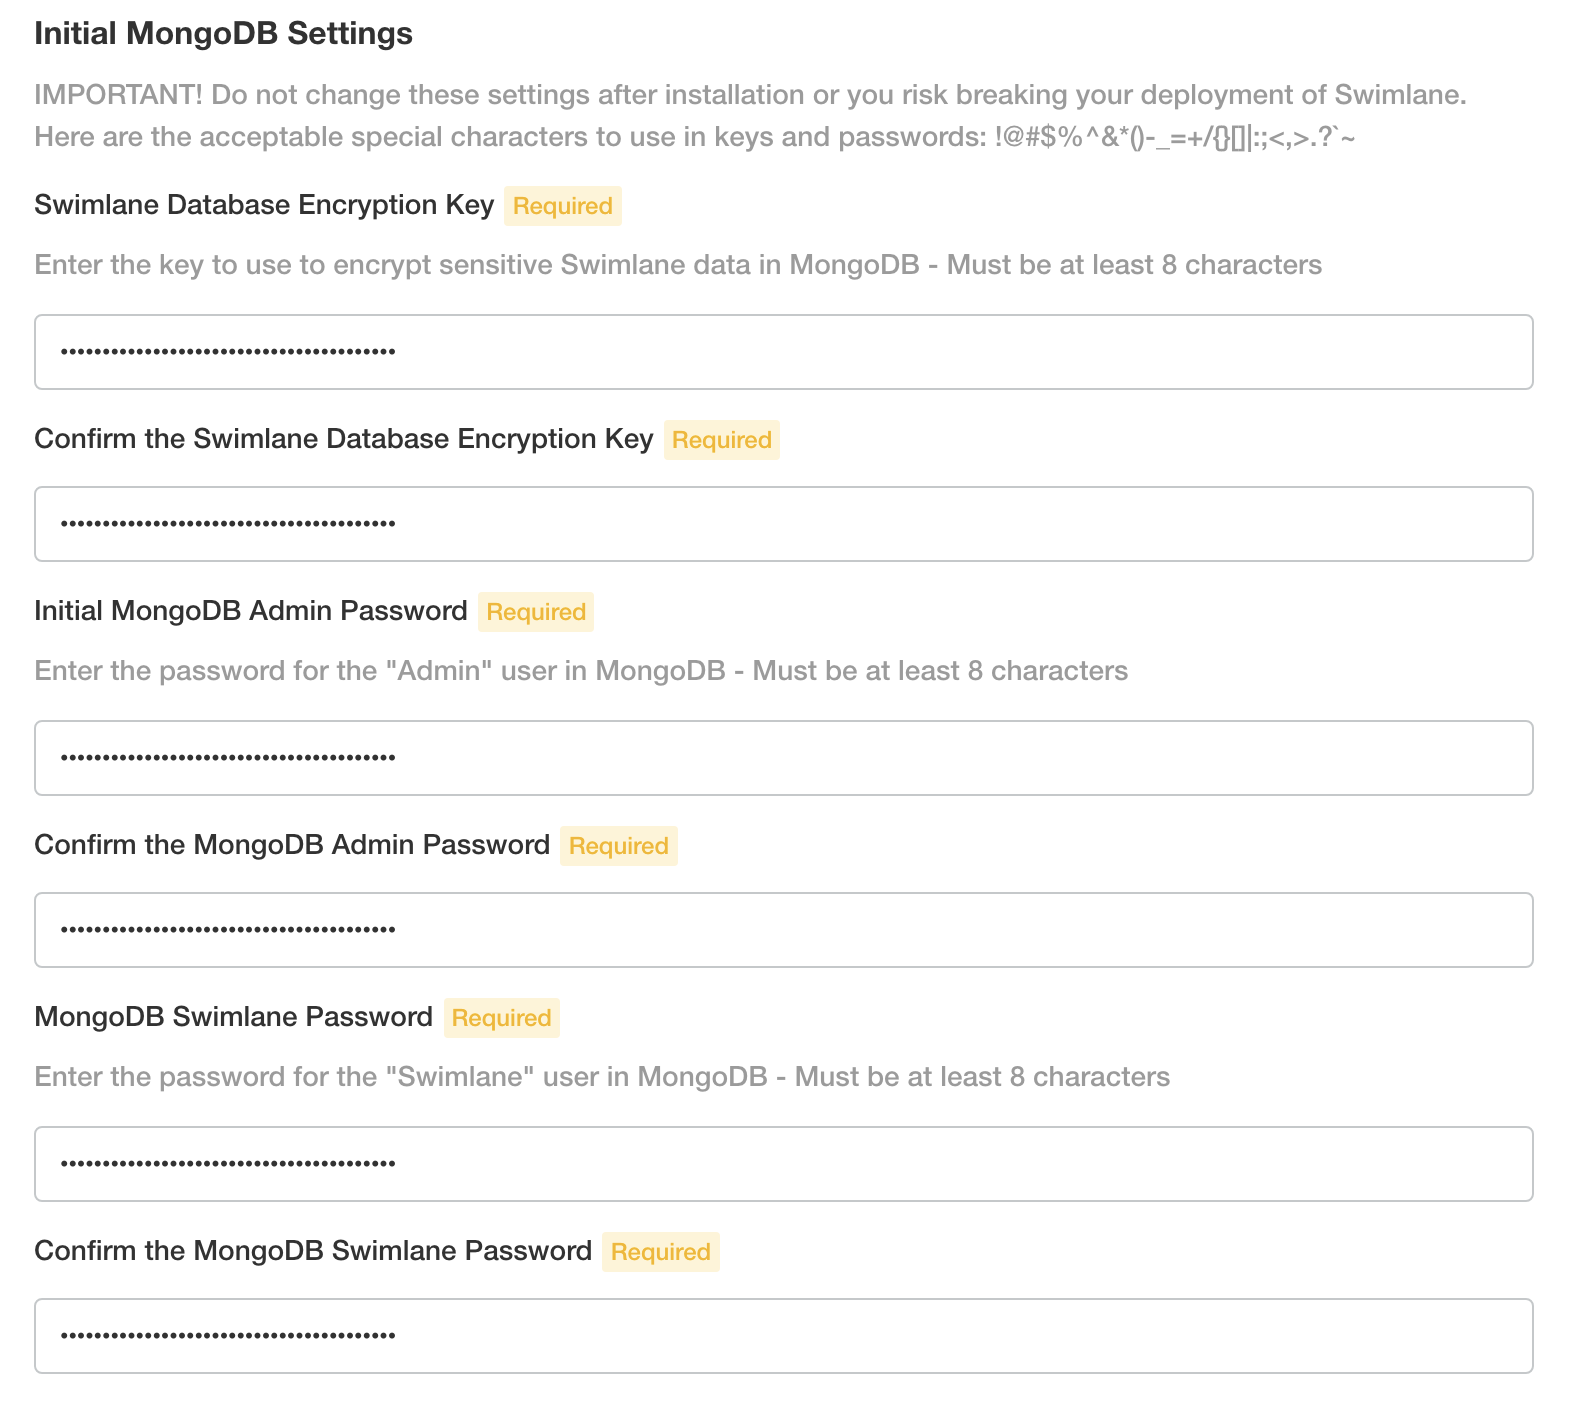 Initial MongoDB Settings
IMPORTANT! Do not change these settings after installation or you risk breaking your deployment of Swimlane.
Here are the acceptable special characters to use in keys and passwords: !@#$%^&*()-_=+/{}[]|:;<,>.?`~
Swimlane Database Encryption Key Required
Enter the key to use to encrypt sensitive Swimlane data in MongoDB - Must be at least 8 characters
••••••••••••••••••••••••••••••••••••••••
Confirm the Swimlane Database Encryption Key Required
••••••••••••••••••••••••••••••••••••••••
Initial MongoDB Admin Password Required
Enter the password for the "Admin" user in MongoDB - Must be at least 8 characters
••••••••••••••••••••••••••••••••••••••••
Confirm the MongoDB Admin Password Required
••••••••••••••••••••••••••••••••••••••••
MongoDB Swimlane Password Required
Enter the password for the "Swimlane" user in MongoDB - Must be at least 8 characters
••••••••••••••••••••••••••••••••••••••••
Confirm the MongoDB Swimlane Password Required
••••••••••••••••••••••••••••••••••••••••